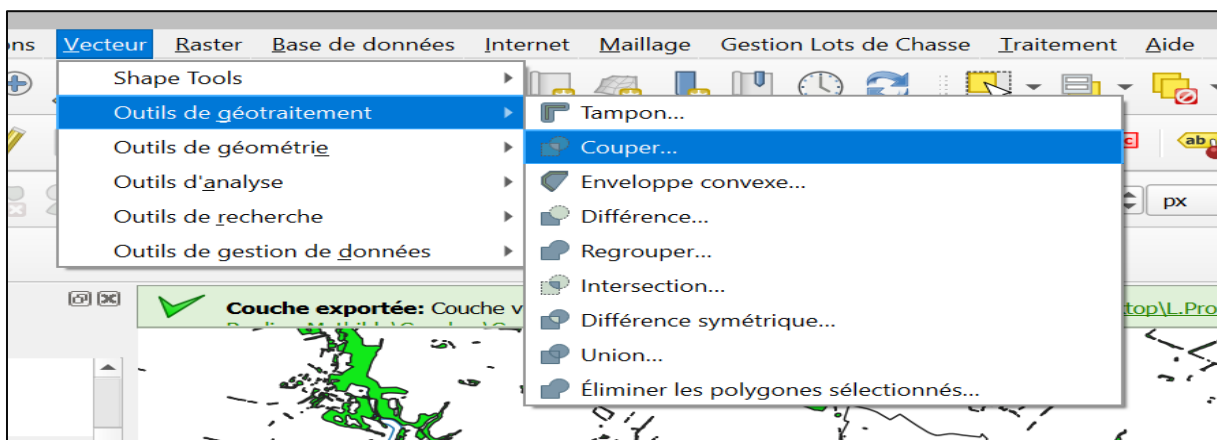 ons Vecteur Raster Base de données Internet Maillage Gestion Lots de Chasse Traitement Aide
Shape Tools
Outils de géotraitement
Outils de géométrie
Outils d'analyse
Outils de recherche
Outils de gestion de données
Tampon...
Couper...
Enveloppe convexe...
Différence...
Regrouper...
Intersection...
Différence symétrique...
Union...
Éliminer les polygones sélectionnés...
ab
px
Couche exportée: Couche v
top\L.Pro